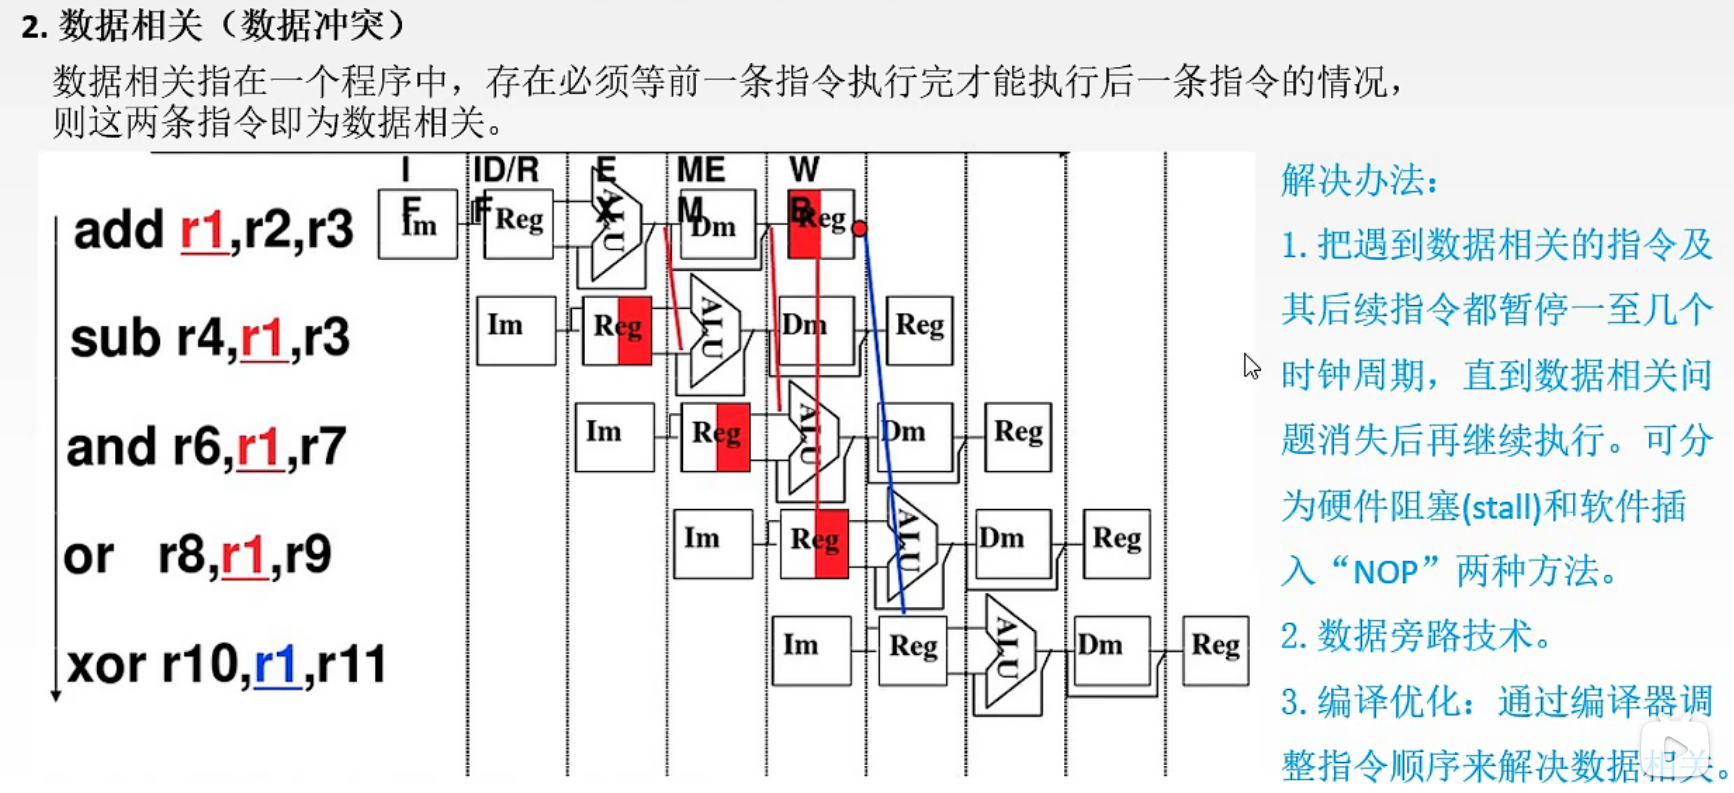 2. 数据相关（数据冲突）
数据相关指在一个程序中，存在必须等前一条指令执行完才能执行后一条指令的情况，
则这两条指令即为数据相关。
IF ID/RF EX MEM WB
add r1,r2,r3 Im Reg ALU Dm Reg
sub r4,r1,r3 Im Reg ALU Dm Reg
and r6,r1,r7 Im Reg ALU Dm Reg
or r8,r1,r9 Im Reg ALU Dm Reg
xor r10,r1,r11 Im Reg ALU Dm Reg
解决办法：
1. 把遇到数据相关的指令及
其后续指令都暂停一至几个
时钟周期，直到数据相关问
题消失后再继续执行。可分
为硬件阻塞(stall)和软件插
入“NOP”两种方法。
2. 数据旁路技术。
3. 编译优化：通过编译器调
整指令顺序来解决数据相关。